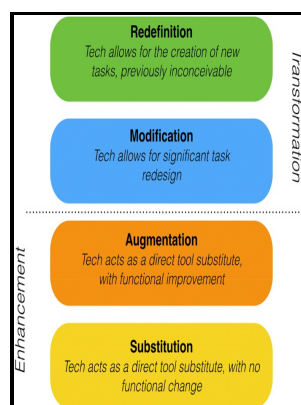 Redefinition
Tech allows for the creation of new
tasks, previously inconceivable
Transformation
Modification
Tech allows for significant task
redesign
Augmentation
Tech acts as a direct tool substitute,
with functional improvement
Enhancement
Substitution
Tech acts as a direct tool substitute, with no
functional change